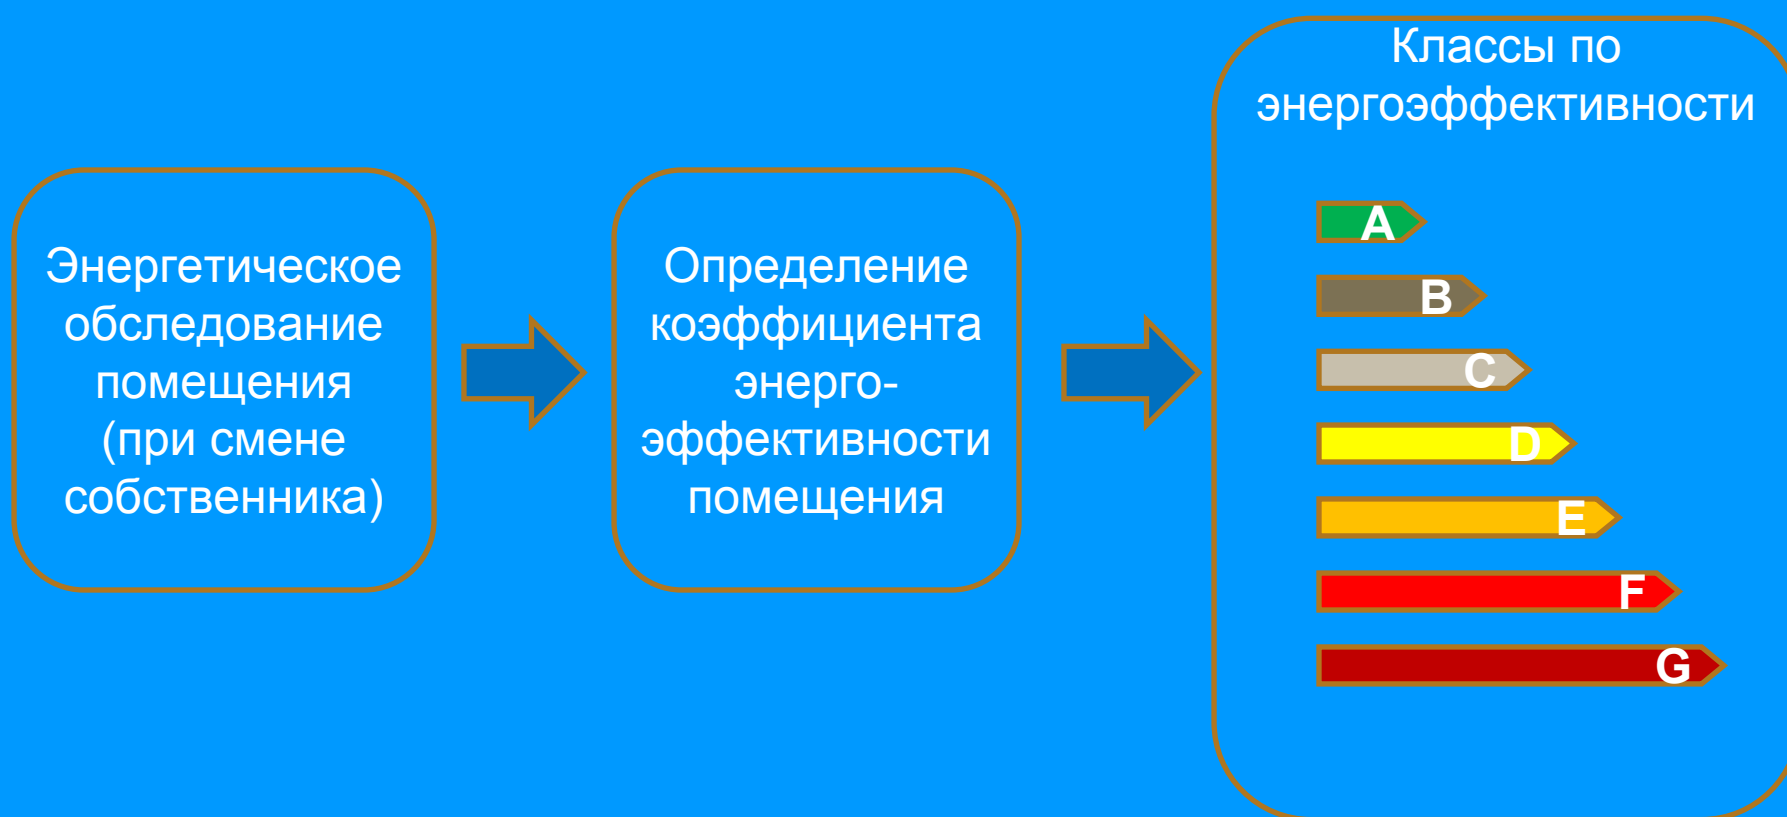 Энергетическое
обследование
помещения
(при смене
собственника)
Определение
коэффициента
энерго-
эффективности
помещения
Классы по
энергоэффективности
A
B
C
D
E
F
G